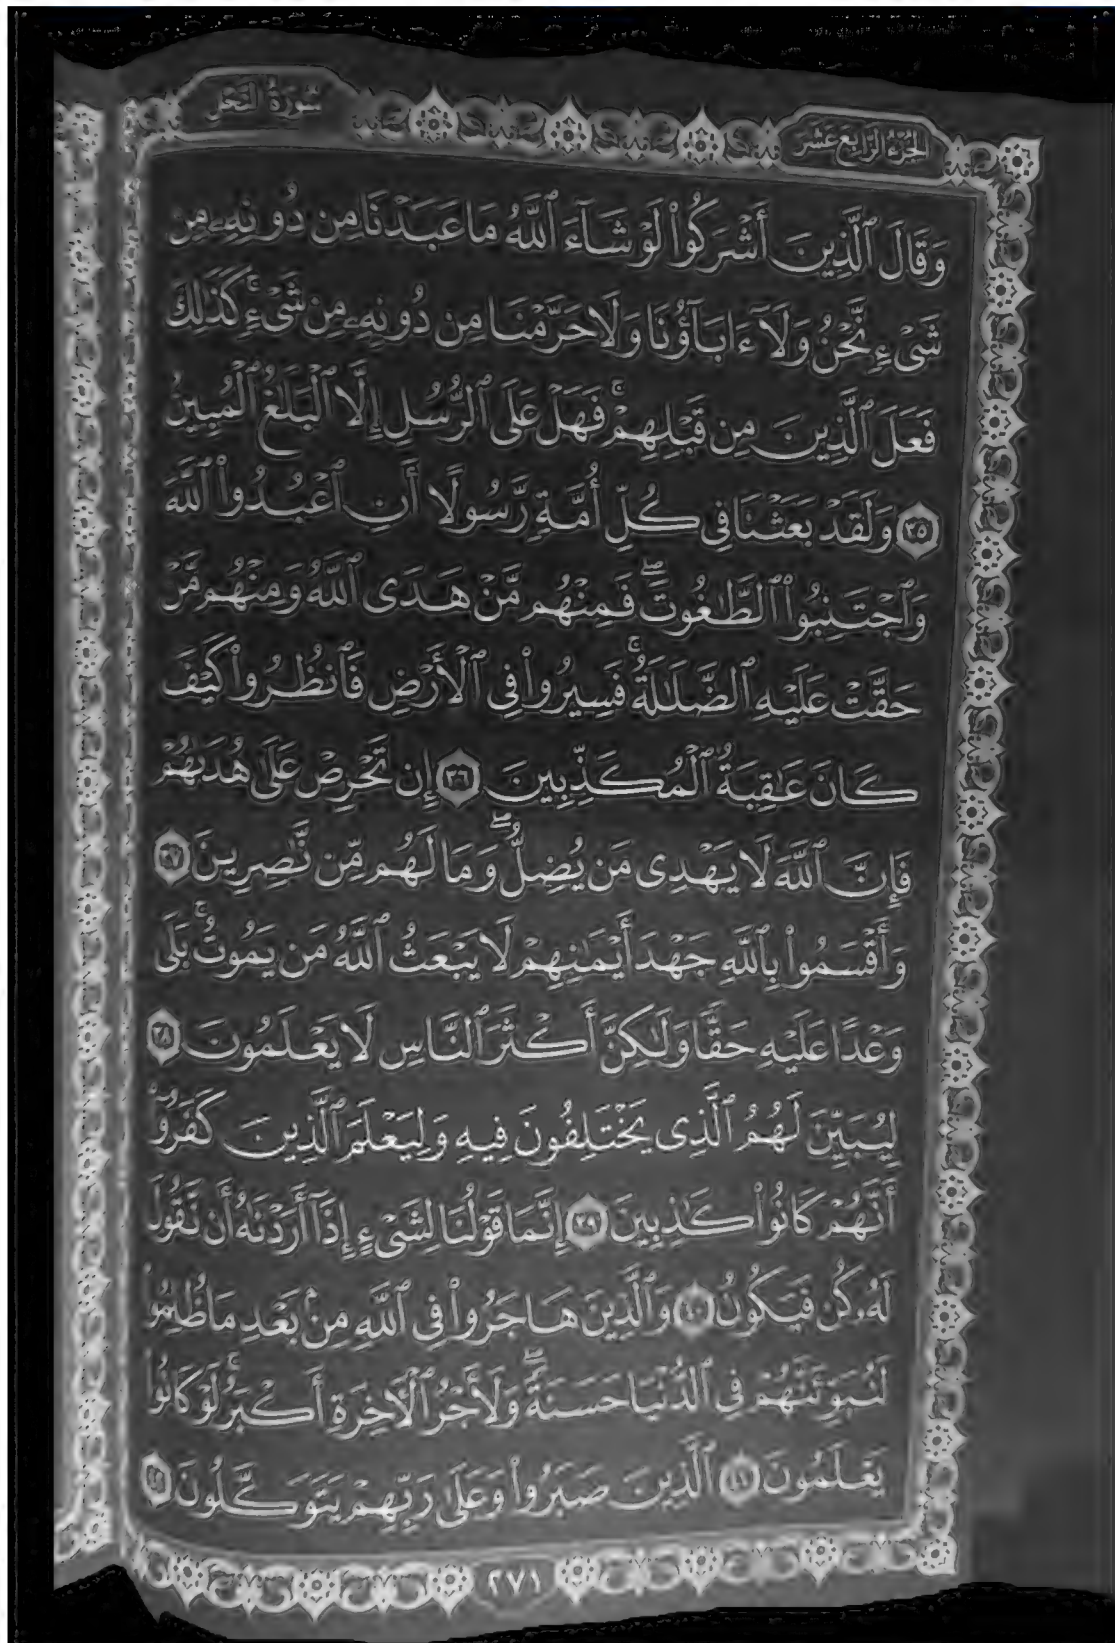 الجُزْءُ الرَّابِعَ عَشَرَ
سُورَةُ النَّحْلِ
وَقَالَ ٱلَّذِينَ أَشْرَكُوا۟ لَوْ شَآءَ ٱللَّهُ مَا عَبَدْنَا مِن دُونِهِۦ مِن
شَىْءٍ نَّحْنُ وَلَآ ءَابَآؤُنَا وَلَا حَرَّمْنَا مِن دُونِهِۦ مِن شَىْءٍۚ كَذَٰلِكَ
فَعَلَ ٱلَّذِينَ مِن قَبْلِهِمْۚ فَهَلْ عَلَى ٱلرُّسُلِ إِلَّا ٱلْبَلَٰغُ ٱلْمُبِينُ
٣٥ وَلَقَدْ بَعَثْنَا فِى كُلِّ أُمَّةٍ رَّسُولًا أَنِ ٱعْبُدُوا۟ ٱللَّهَ
وَٱجْتَنِبُوا۟ ٱلطَّٰغُوتَۖ فَمِنْهُم مَّنْ هَدَى ٱللَّهُ وَمِنْهُم مَّنْ
حَقَّتْ عَلَيْهِ ٱلضَّلَٰلَةُۚ فَسِيرُوا۟ فِى ٱلْأَرْضِ فَٱنظُرُوا۟ كَيْفَ
كَانَ عَٰقِبَةُ ٱلْمُكَذِّبِينَ ٣٦ إِن تَحْرِصْ عَلَىٰ هُدَىٰهُمْ
فَإِنَّ ٱللَّهَ لَا يَهْدِى مَن يُضِلُّۖ وَمَا لَهُم مِّن نَّٰصِرِينَ ٣٧
وَأَقْسَمُوا۟ بِٱللَّهِ جَهْدَ أَيْمَٰنِهِمْ لَا يَبْعَثُ ٱللَّهُ مَن يَمُوتُۚ بَلَىٰ
وَعْدًا عَلَيْهِ حَقًّا وَلَٰكِنَّ أَكْثَرَ ٱلنَّاسِ لَا يَعْلَمُونَ ٣٨
لِيُبَيِّنَ لَهُمُ ٱلَّذِى يَخْتَلِفُونَ فِيهِ وَلِيَعْلَمَ ٱلَّذِينَ كَفَرُوٓا۟
أَنَّهُمْ كَانُوا۟ كَٰذِبِينَ ٣٩ إِنَّمَا قَوْلُنَا لِشَىْءٍ إِذَآ أَرَدْنَٰهُ أَن نَّقُولَ
لَهُۥ كُن فَيَكُونُ ٤٠ وَٱلَّذِينَ هَاجَرُوا۟ فِى ٱللَّهِ مِنۢ بَعْدِ مَا ظُلِمُوا۟
لَنُبَوِّئَنَّهُمْ فِى ٱلدُّنْيَا حَسَنَةًۖ وَلَأَجْرُ ٱلْءَاخِرَةِ أَكْبَرُۚ لَوْ كَانُوا۟
يَعْلَمُونَ ٤١ ٱلَّذِينَ صَبَرُوا۟ وَعَلَىٰ رَبِّهِمْ يَتَوَكَّلُونَ ٤٢
٢٧١